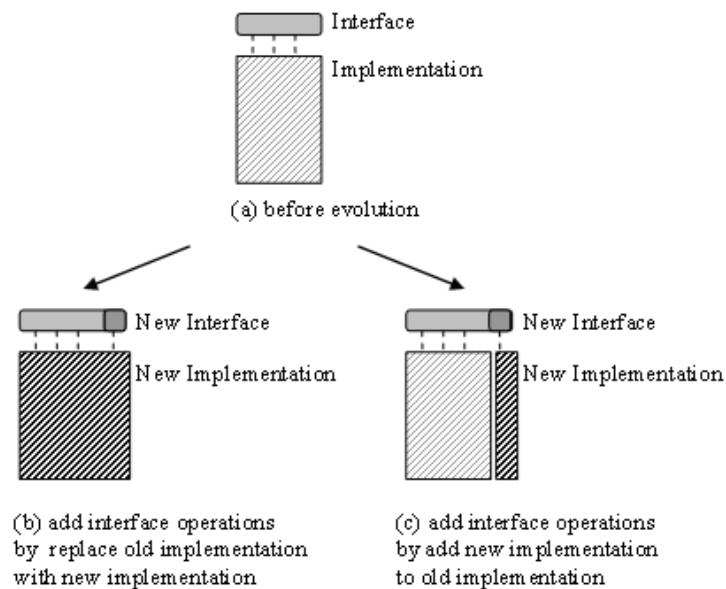 Interface
Implementation
(a) before evolution
New Interface
New Implementation
New Interface
New Implementation
(b) add interface operations
by replace old implementation
with new implementation
(c) add interface operations
by add new implementation
to old implementation